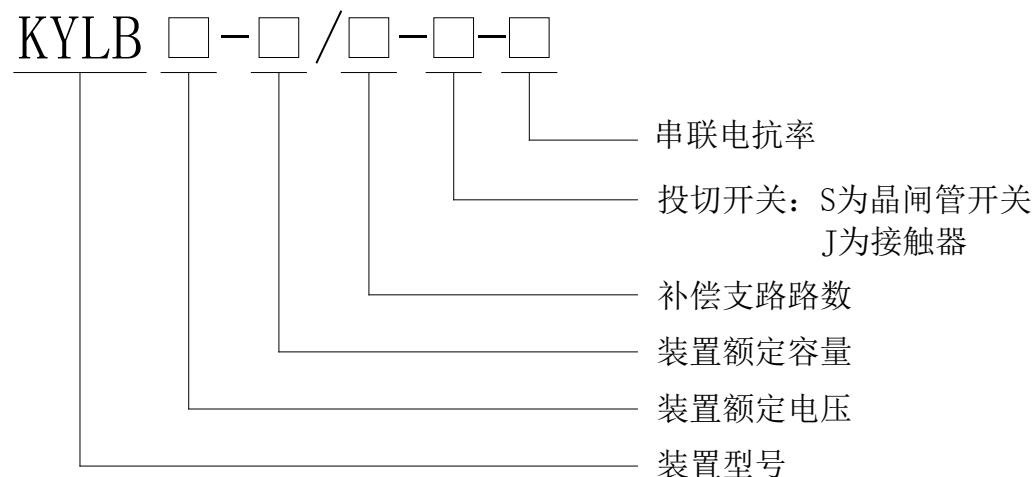 KYLB □-□/□-□-□
串联电抗率
投切开关：S为晶闸管开关
J为接触器
补偿支路路数
装置额定容量
装置额定电压
装置型号